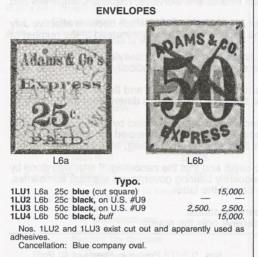 ENVELOPES
Adams & Co's
Express
25c.
PAID.
ADAMS & CO.
50
EXPRESS
L6a L6b
Typo.
1LU1 L6a 25c blue (cut square) 15,000.
1LU2 L6b 25c black, on U.S. #U9 — —
1LU3 L6b 50c black, on U.S. #U9 2,500. 2,500.
1LU4 L6b 50c black, buff 15,000.
Nos. 1LU2 and 1LU3 exist cut out and apparently used as
adhesives.
Cancellation: Blue company oval.